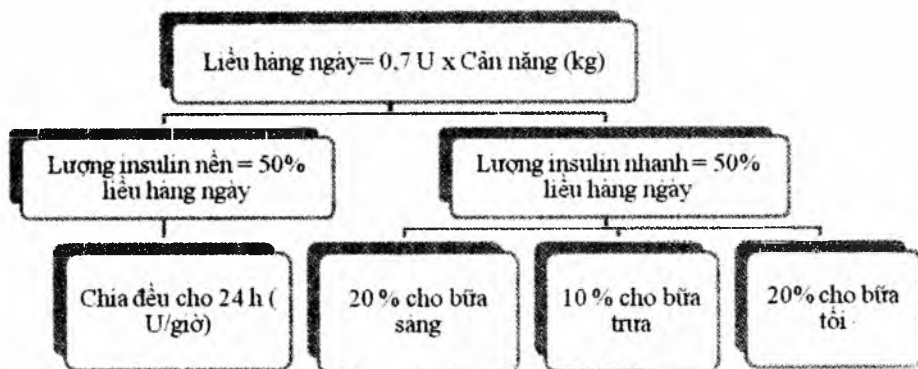 Liều hàng ngày= 0,7 U x Cân nặng (kg)
Lượng insulin nền = 50%
liều hàng ngày
Lượng insulin nhanh = 50%
liều hàng ngày
Chia đều cho 24 h (
U/giờ)
20 % cho bữa
sáng
10 % cho bữa
trưa
20% cho bữa
tối